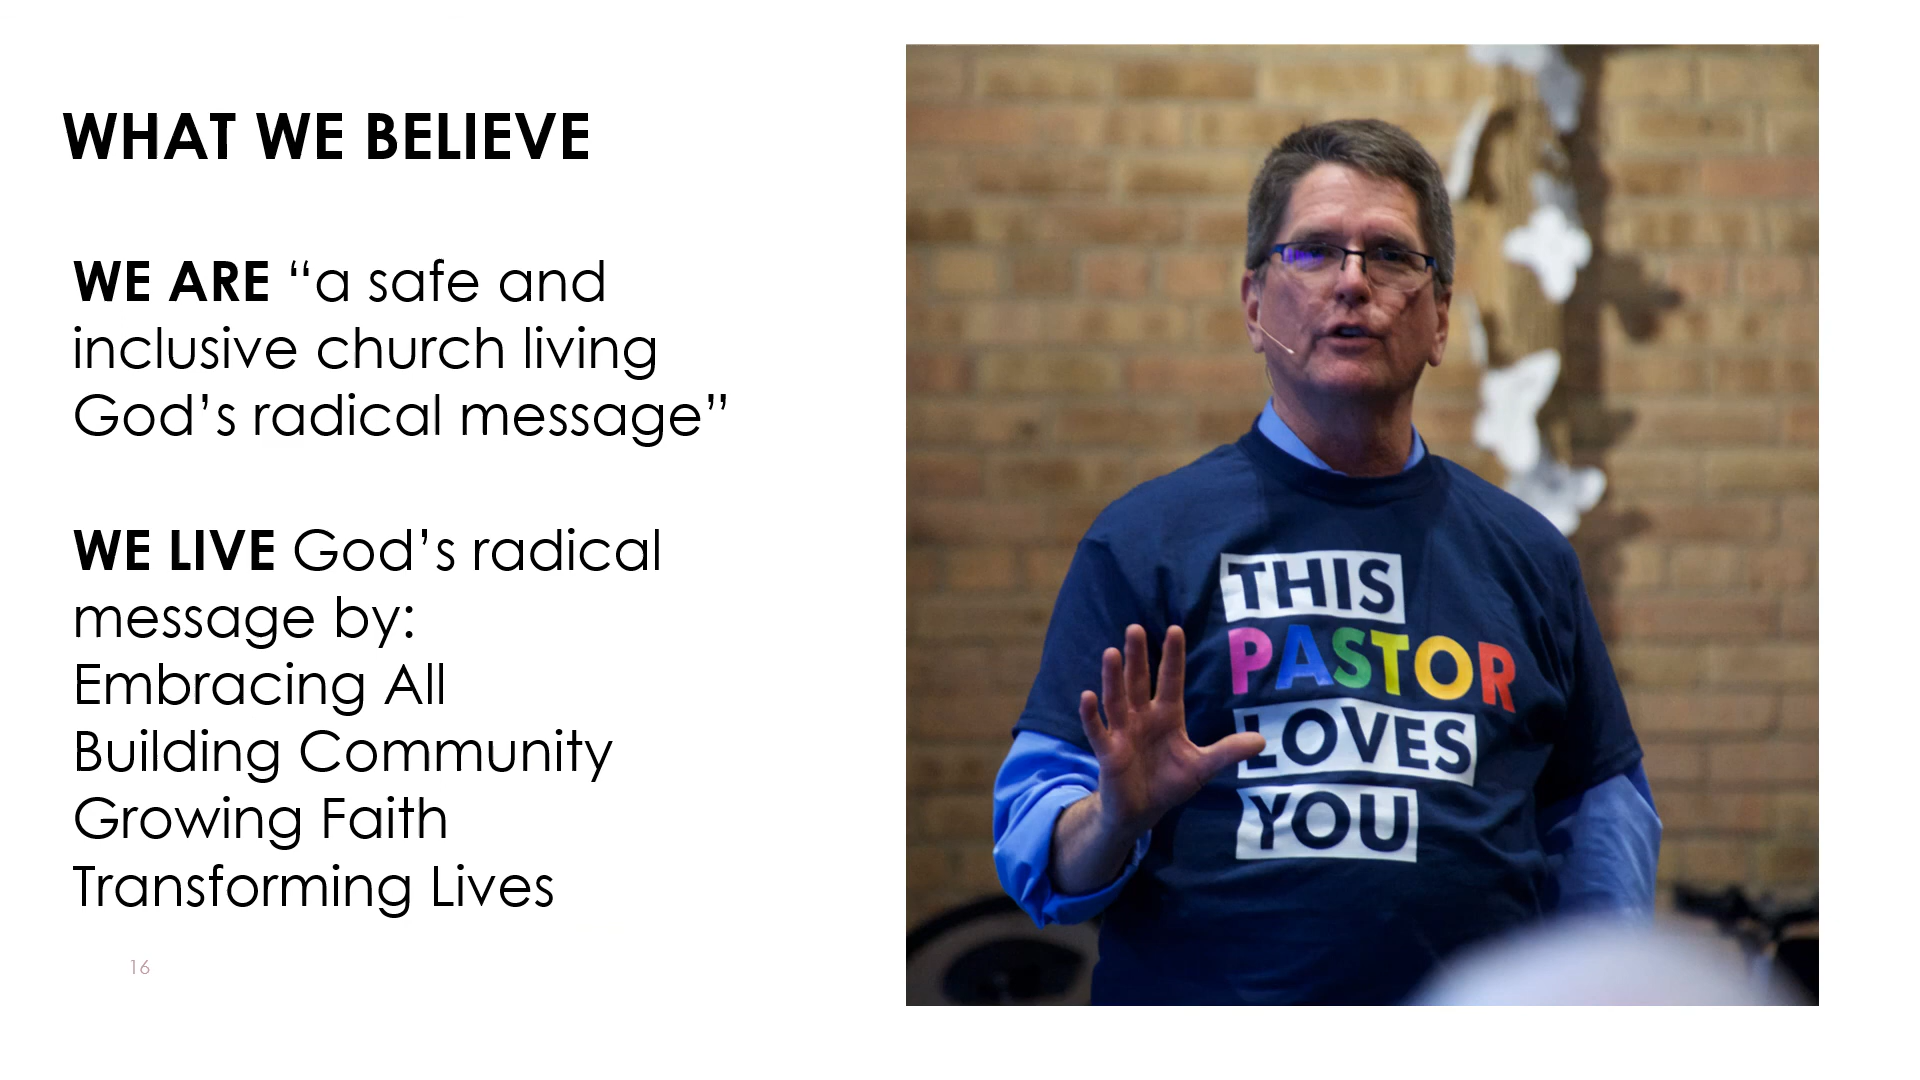 WHAT WE BELIEVE
WE ARE “a safe and
inclusive church living
God’s radical message”
WE LIVE God’s radical
message by:
Embracing All
Building Community
Growing Faith
Transforming Lives
16
THIS
PASTOR
LOVES
YOU